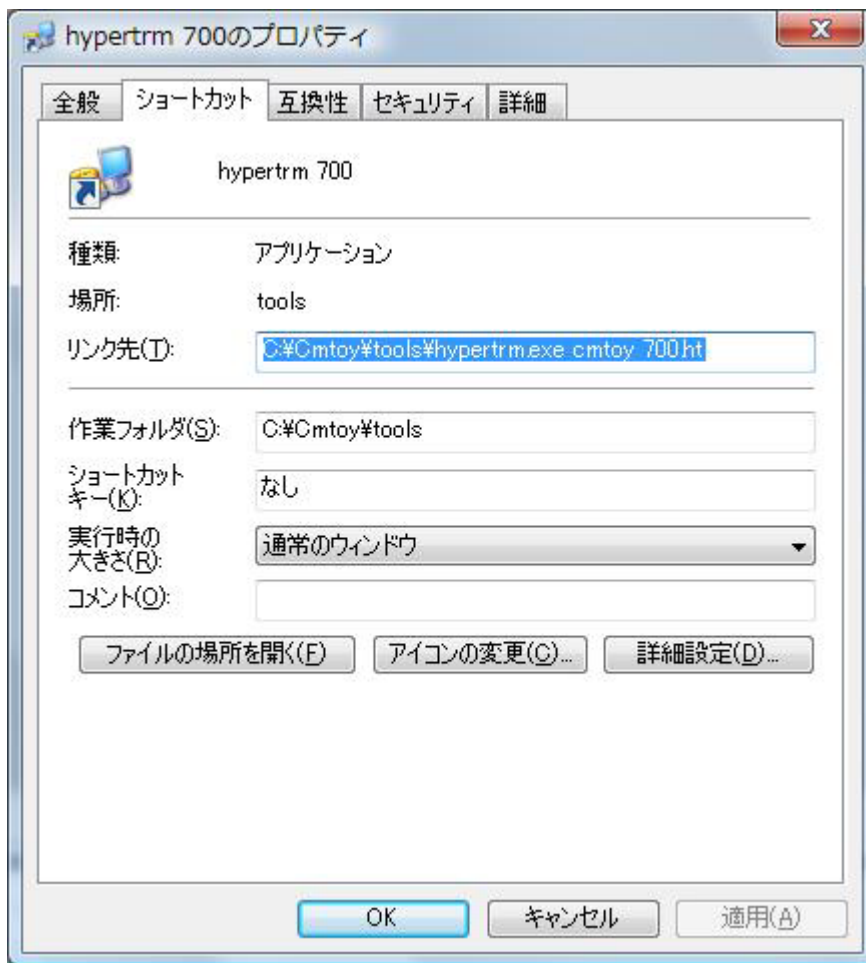 hypertrm 700のプロパティ
全般 ショートカット 互換性 セキュリティ 詳細
hypertrm 700
種類: アプリケーション
場所: tools
リンク先(T): C:¥Cmtoy¥tools¥hypertrm.exe cmtoy 700.ht
作業フォルダ(S): C:¥Cmtoy¥tools
ショートカット
キー(K): なし
実行時の
大きさ(R): 通常のウィンドウ
コメント(O):
ファイルの場所を開く(F) アイコンの変更(C)... 詳細設定(D)...
OK キャンセル 適用(A)